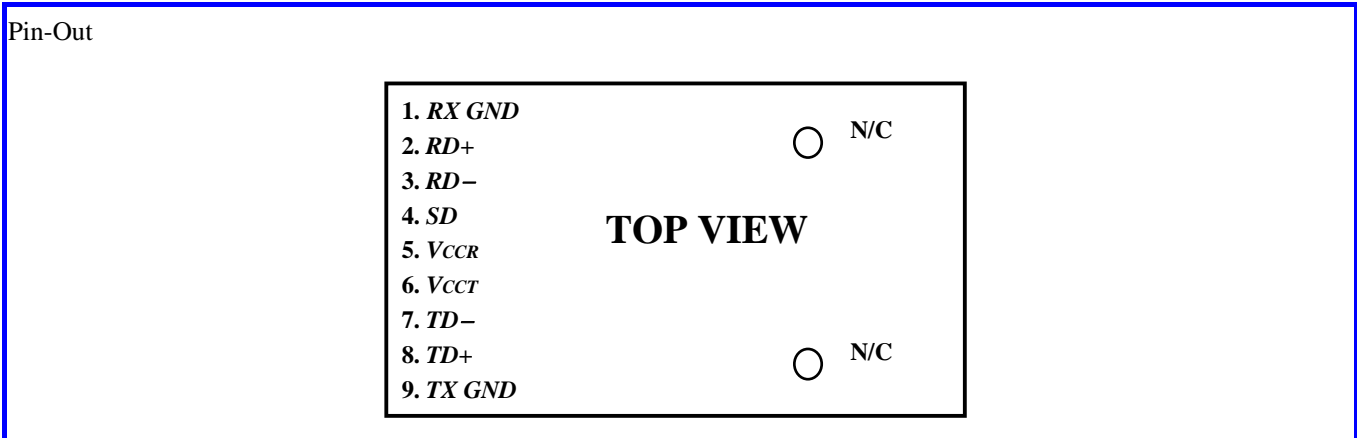 Pin-Out
1. RX GND
N/C
2. RD+
3. RD−
4. SD
TOP VIEW
5. VCCR
6. VCCT
7. TD−
8. TD+
N/C
9. TX GND